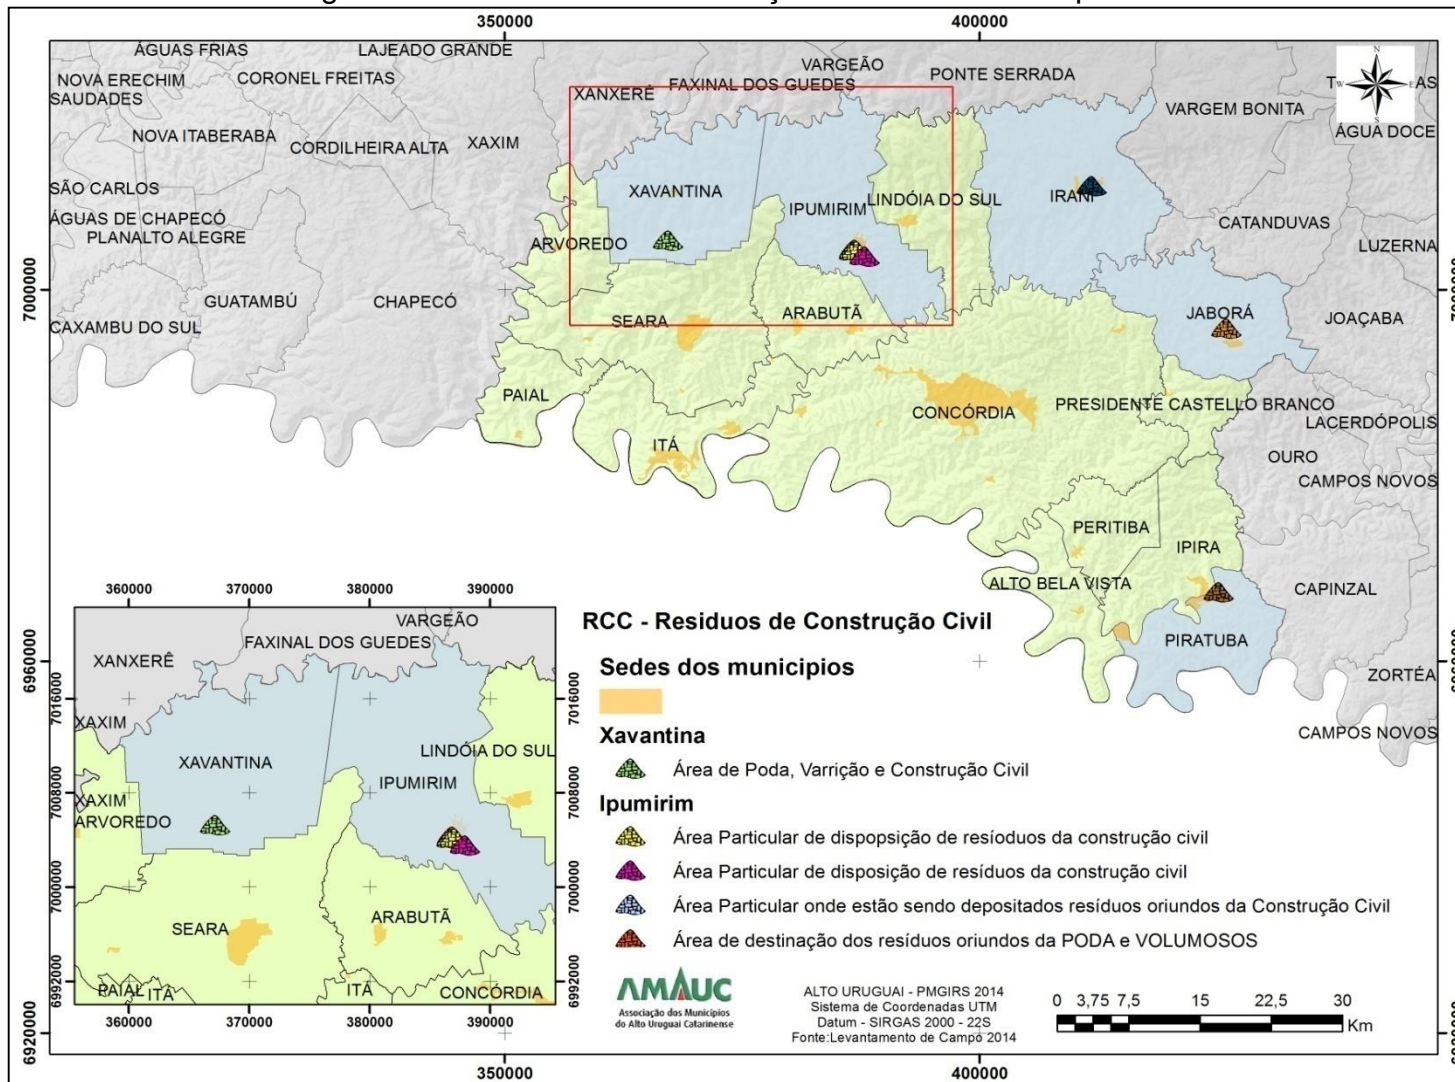 350000
400000
ÁGUAS FRIAS
LAJEADO GRANDE
VARGEÃO
PONTE SERRADA
NOVA ERECHIM
CORONEL FREITAS
FAXINAL DOS GUEDES
SAUDADES
XANXERÊ
VARGEM BONITA
N
W
E
S
EAS
NOVA ITABERABA
CORDILHEIRA ALTA
XAXIM
ÁGUA DOCE
SÃO CARLOS
XAVANTINA
IPUMIRIM
LINDÓIA DO SUL
IRANI
ÁGUAS DE CHAPECÓ
PLANALTO ALEGRE
ARVOREDO
CATANDUVAS
LUZERNA
7000000
GUATAMBÚ
CHAPECÓ
CAXAMBU DO SUL
SEARA
ARABUTÃ
JABORÁ
JOAÇABA
PAIAL
CONCÓRDIA
PRESIDENTE CASTELLO BRANCO
LACERDÓPOLIS
ITÁ
OURO
CAMPOS NOVOS
PERITIBA
IPIRA
ALTO BELA VISTA
CAPINZAL
PIRATUBA
ZORTÉA
CAMPOS NOVOS
6960000
6920000
350000
400000
360000
370000
380000
390000
VARGEÃO
FAXINAL DOS GUEDES
XANXERÊ
7016000
7016000
XAXIM
LINDÓIA DO SUL
XAVANTINA
IPUMIRIM
7008000
7008000
XAXIM
ARVOREDO
7000000
7000000
SEARA
ARABUTÃ
6992000
6992000
PAIAL
ITÁ
ITÁ
CONCÓRDIA
360000
370000
380000
390000
RCC - Residuos de Construção Civil
Sedes dos municipios
Xavantina
Área de Poda, Varrição e Construção Civil
Ipumirim
Área Particular de dispopsição de resíoduos da construção civil
Área Particular de disposição de resíduos da construção civil
Área Particular onde estão sendo depositados resíduos oriundos da Construção Civil
Área de destinação dos resíduos oriundos da PODA e VOLUMOSOS
AMAUC
Associação dos Municípios
do Alto Uruguai Catarinense
ALTO URUGUAI - PMGIRS 2014
Sistema de Coordenadas UTM
Datum - SIRGAS 2000 - 22S
Fonte:Levantamento de Campo 2014
0 3,75 7,5 15 22,5 30
Km